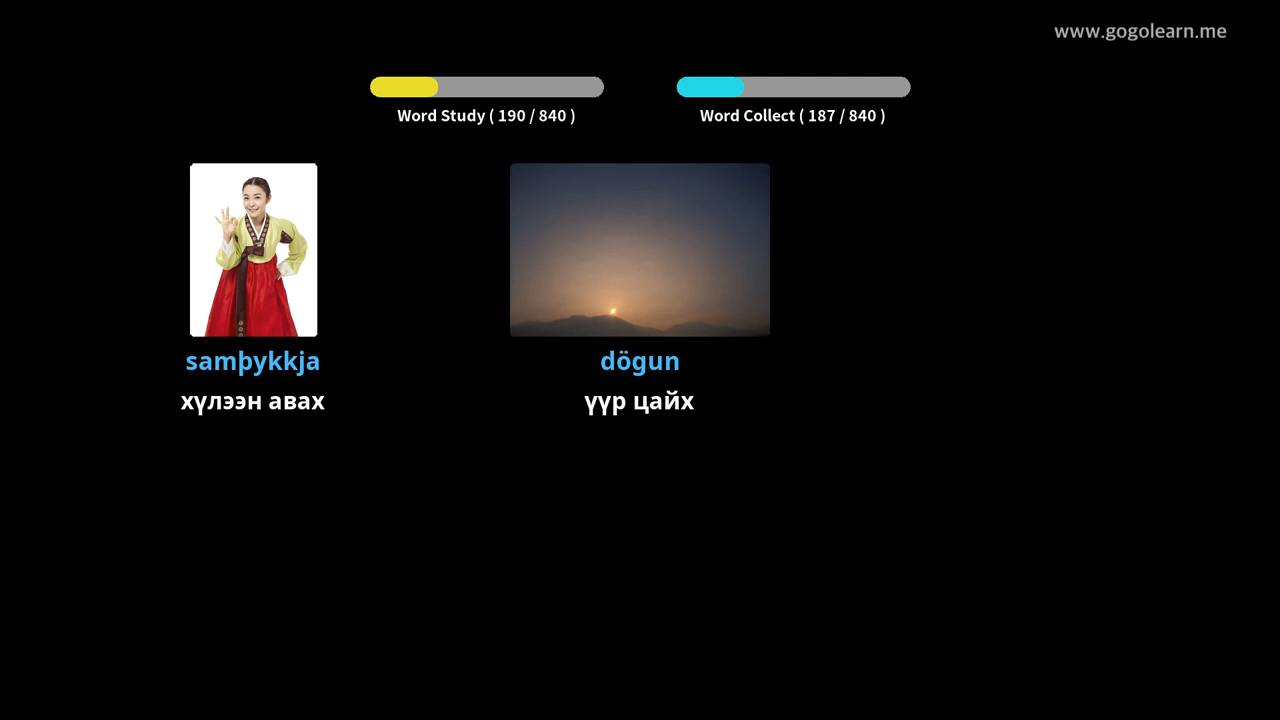 www.gogolearn.me
Word Study ( 190 / 840 )
Word Collect ( 187 / 840 )
samþykkja
dögun
хүлээн авах
үүр цайх